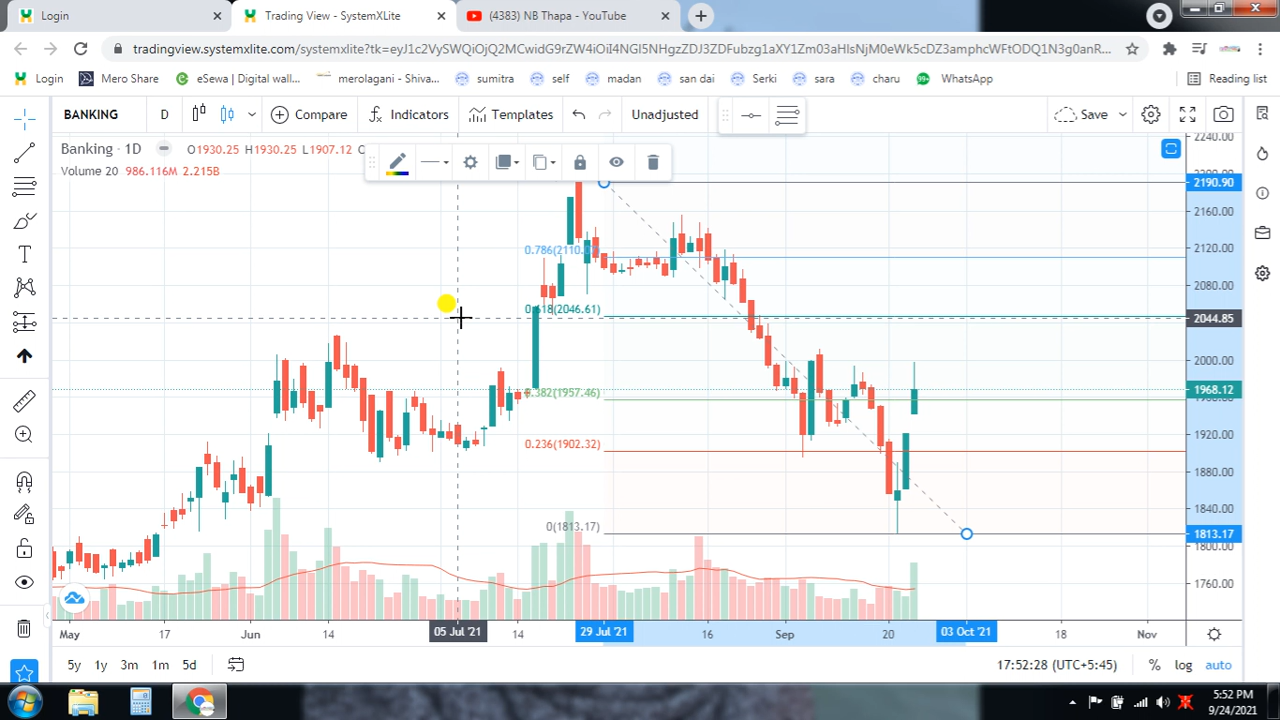 Login
Trading View - SystemXLite
(4383) NB Thapa - YouTube
tradingview.systemxlite.com/systemxlite?tk=
Login
Mero Share
eSewa | Digital wall...
merolagani - Shiva...
sumitra
self
madan
san dai
Serki
sara
charu
WhatsApp
Reading list
BANKING
D
Compare
Indicators
Templates
Unadjusted
Save
Banking · 1D
O1930.25 H1930.25 L1907.12 C
Volume 20 986.116M 2.215B
2240.00
2190.90
2160.00
2120.00
2080.00
2044.85
2000.00
1968.12
1920.00
1880.00
1840.00
1813.17
1800.00
1760.00
0.618(2046.61)
0.382(1957.46)
0.236(1902.32)
0(1813.17)
May
17
Jun
14
05 Jul '21
14
29 Jul '21
16
Sep
20
03 Oct '21
18
Nov
5y
1y
3m
1m
5d
17:52:28 (UTC+5:45)
%
log
auto
5:52 PM
9/24/2021